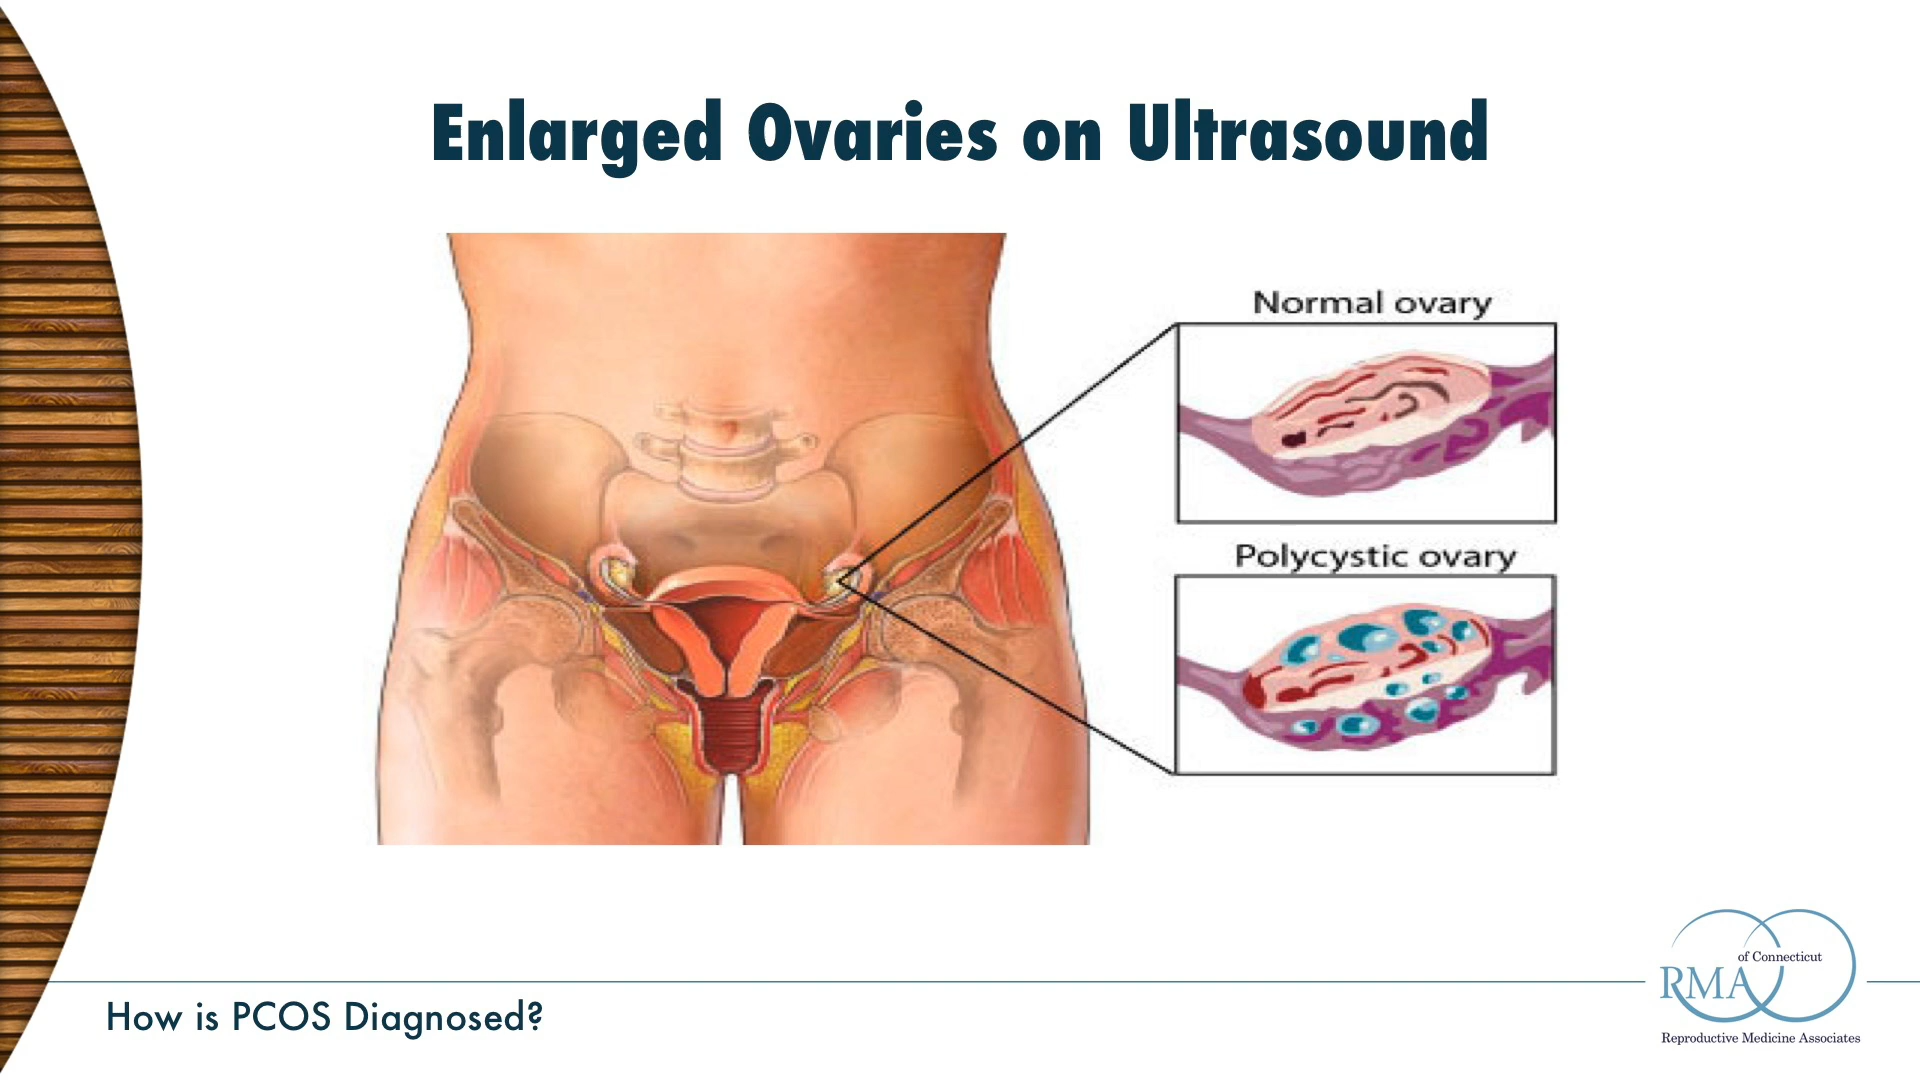 Enlarged Ovaries on Ultrasound
Normal ovary
Polycystic ovary
How is PCOS Diagnosed?
of Connecticut
RMA
Reproductive Medicine Associates